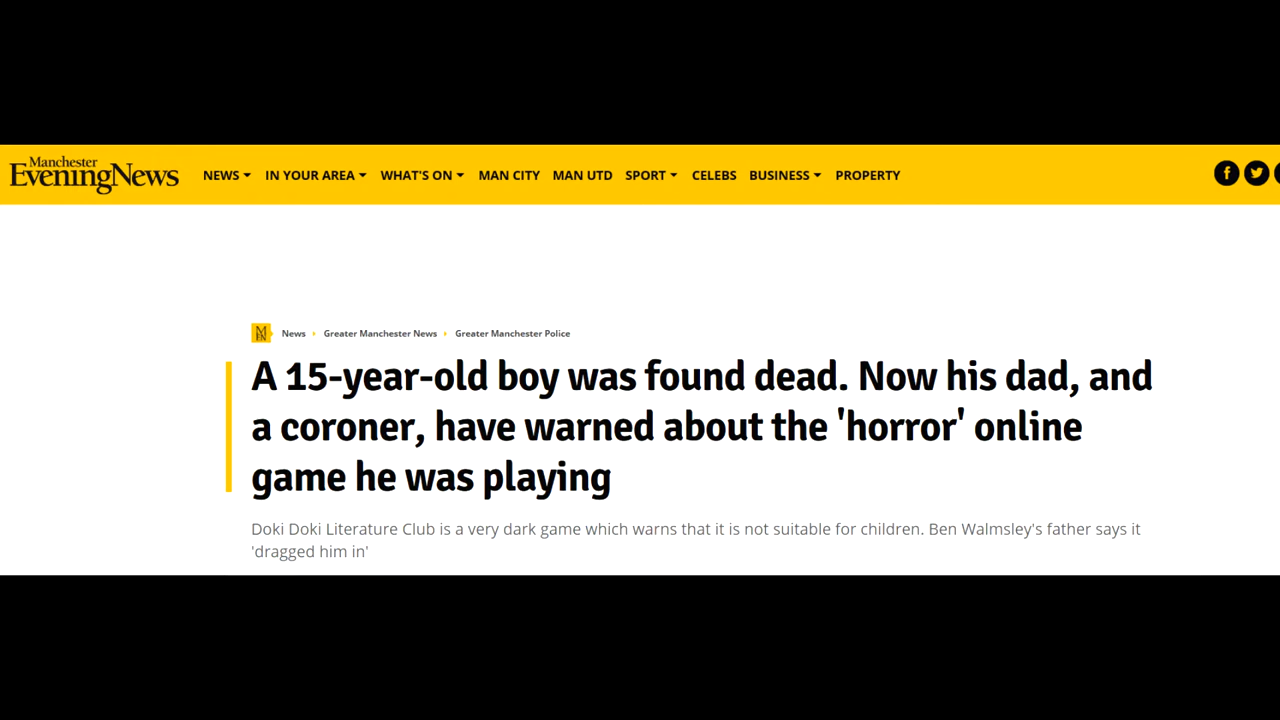 Manchester
EveningNews
NEWS IN YOUR AREA WHAT'S ON MAN CITY MAN UTD SPORT CELEBS BUSINESS PROPERTY
M
EN
News Greater Manchester News Greater Manchester Police
A 15-year-old boy was found dead. Now his dad, and
a coroner, have warned about the 'horror' online
game he was playing
Doki Doki Literature Club is a very dark game which warns that it is not suitable for children. Ben Walmsley's father says it
'dragged him in'